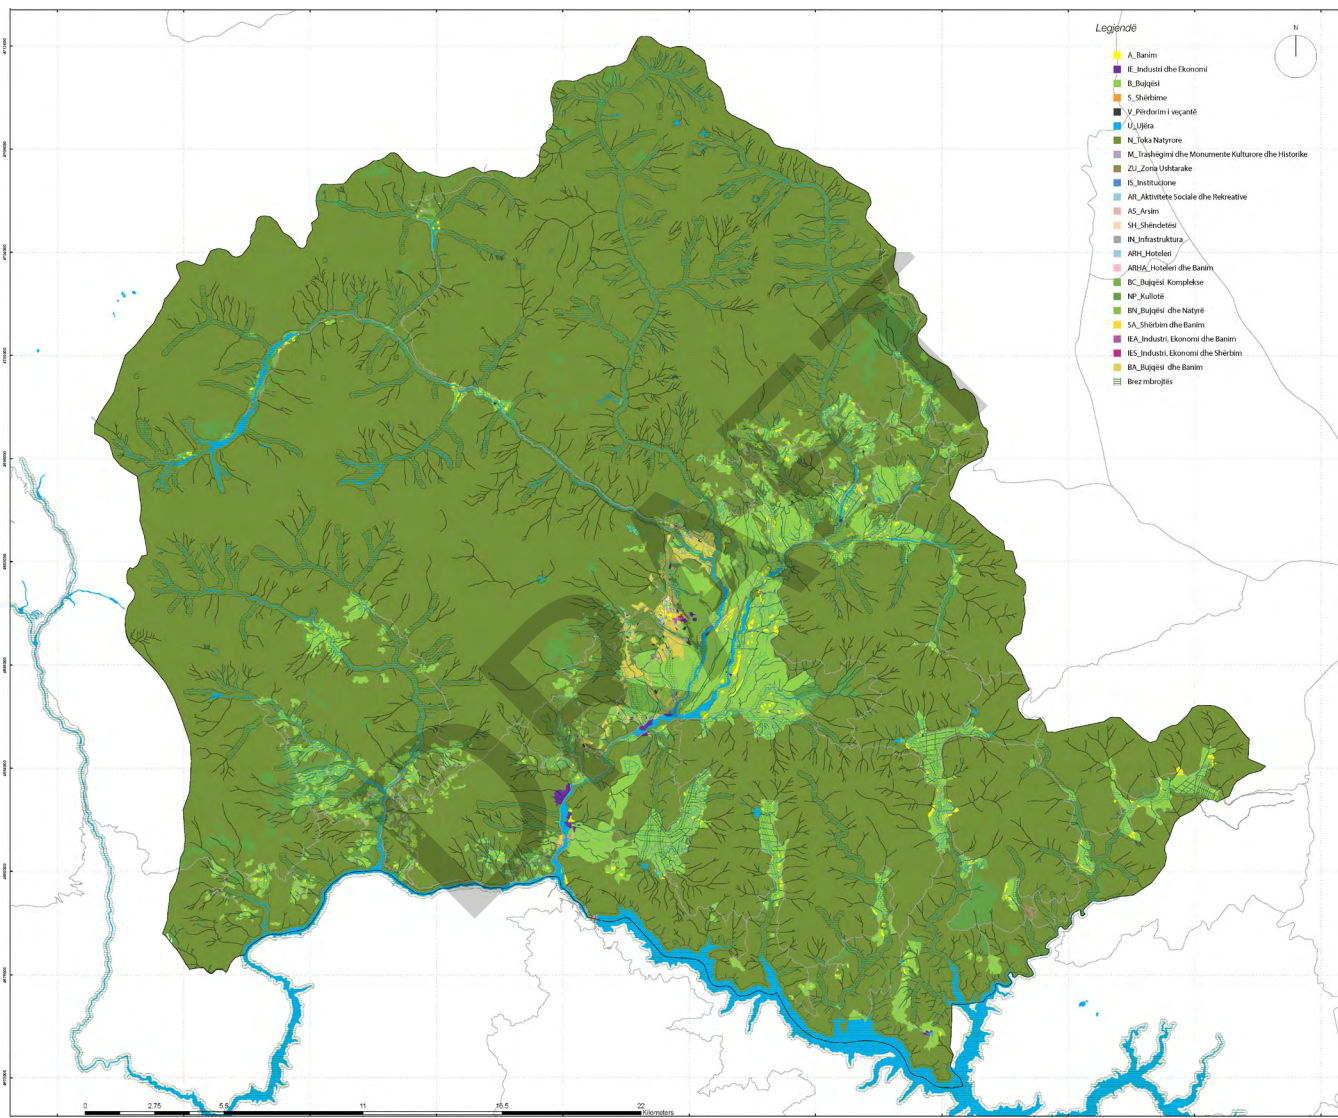 Legjendë
N
A_Banim
IE_Industri dhe Ekonomi
B_Bujqësi
S_Shërbime
V_Përdorim i veçantë
U_Ujëra
N_Toka Natyrore
M_Trashëgimi dhe Monumente Kulturore dhe Historike
ZU_Zona Ushtarake
IS_Institucione
AR_Aktivitete Sociale dhe Rekreative
AS_Arsim
SH_Shëndetësi
IN_Infrastruktura
ARH_Hoteleri
ARHA_Hoteleri dhe Banim
BC_Bujqësi Komplekse
NP_Kullotë
BN_Bujqësi dhe Natyrë
SA_Shërbim dhe Banim
IEA_Industri, Ekonomi dhe Banim
IES_Industri, Ekonomi dhe Shërbim
BA_Bujqësi dhe Banim
Brez mbrojtës
DRAFT
0 2.75 5.5 11 16.5 22
Kilometers